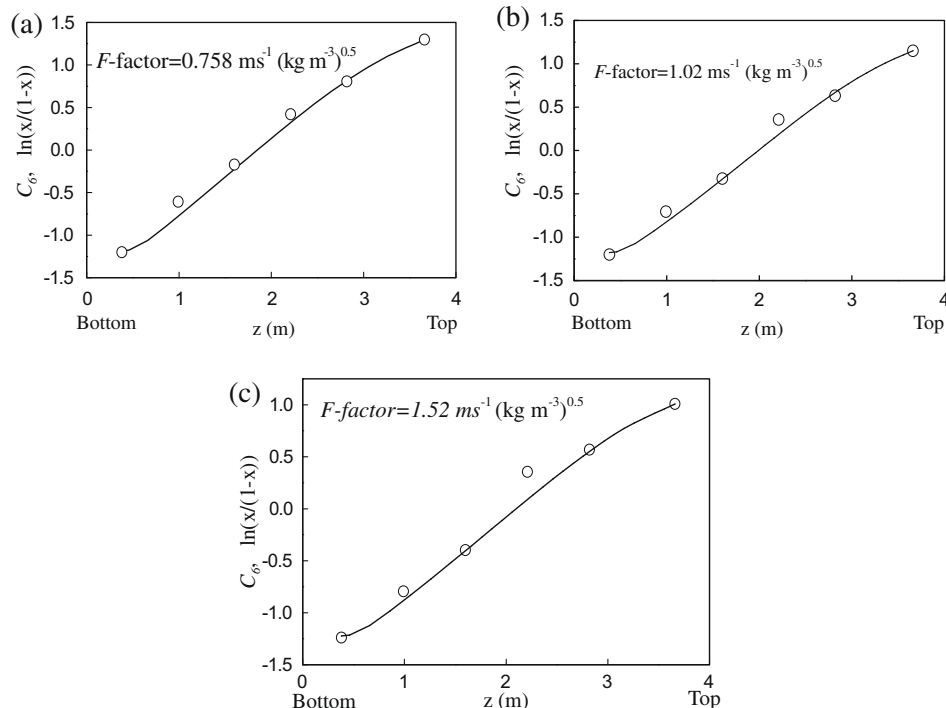 (a)
F-factor=0.758 ms⁻¹ (kg m⁻³)^0.5
C₆, ln(x/(1-x))
1.5
1.0
0.5
0.0
-0.5
-1.0
-1.5
0 1 2 3 4
Bottom z (m) Top
(b)
F-factor=1.02 ms⁻¹ (kg m⁻³)^0.5
C₆, ln(x/(1-x))
1.5
1.0
0.5
0.0
-0.5
-1.0
-1.5
0 1 2 3 4
Bottom z (m) Top
(c)
F-factor=1.52 ms⁻¹ (kg m⁻³)^0.5
C₆, ln(x/(1-x))
1.0
0.5
0.0
-0.5
-1.0
-1.5
0 1 2 3 4
Bottom z (m) Top